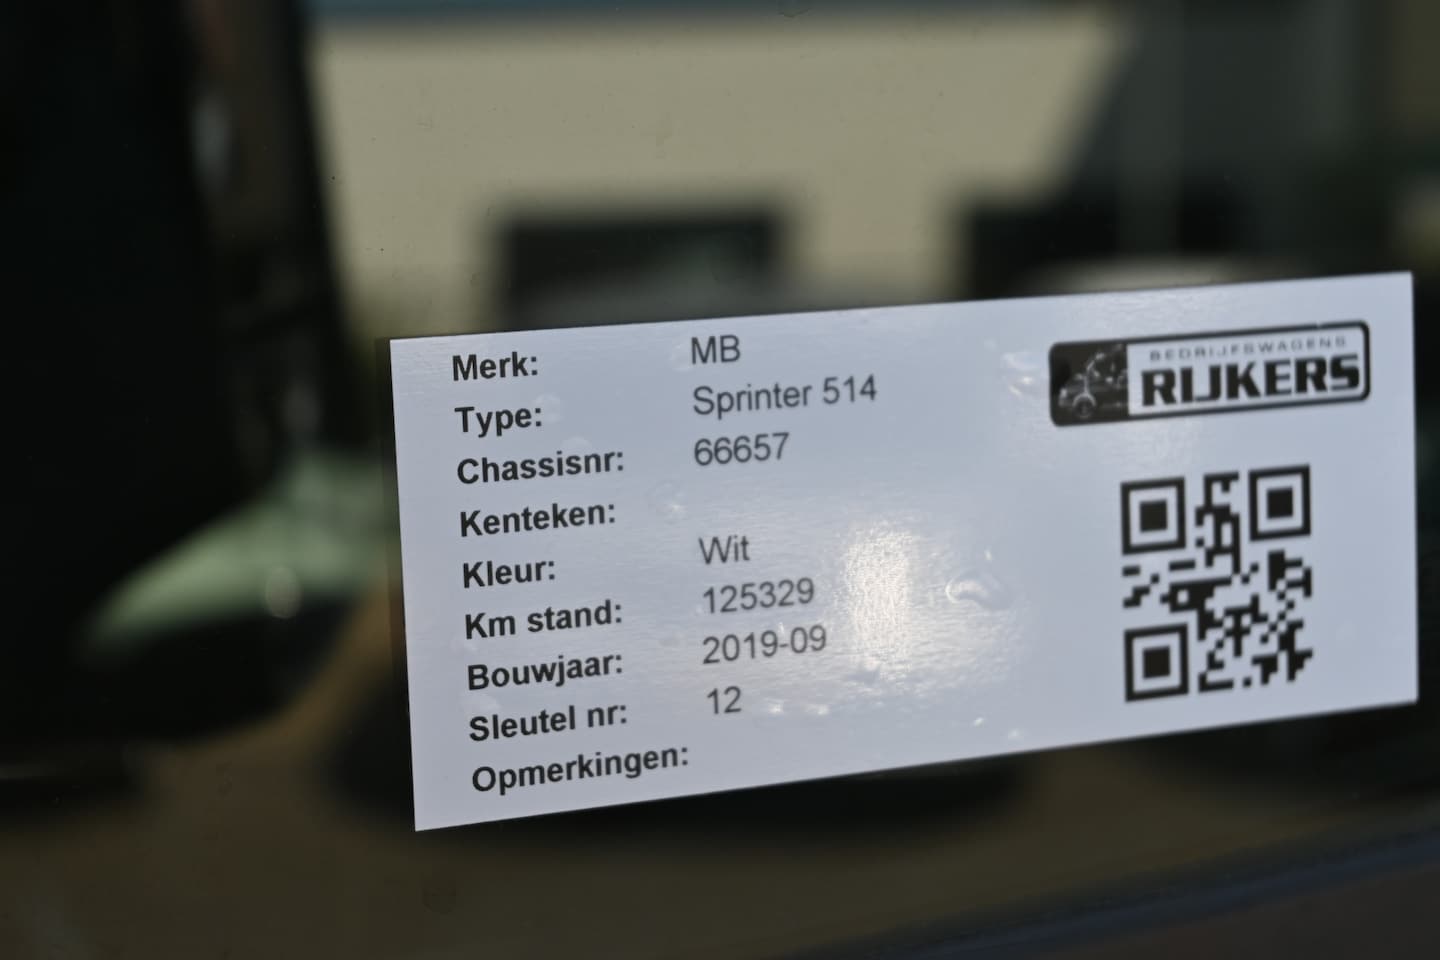 Merk: MB
Type: Sprinter 514
Chassisnr: 66657
Kenteken:
Kleur: Wit
Km stand: 125329
Bouwjaar: 2019-09
Sleutel nr: 12
Opmerkingen:
BEDRIJFSWAGENS
RIJKERS